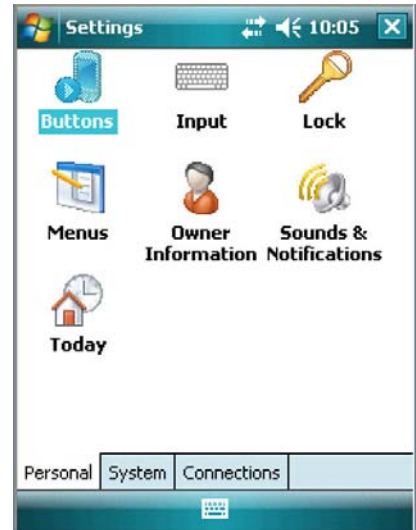 Settings 10:05
Buttons Input Lock
Menus Owner Information Sounds & Notifications
Today
Personal System Connections